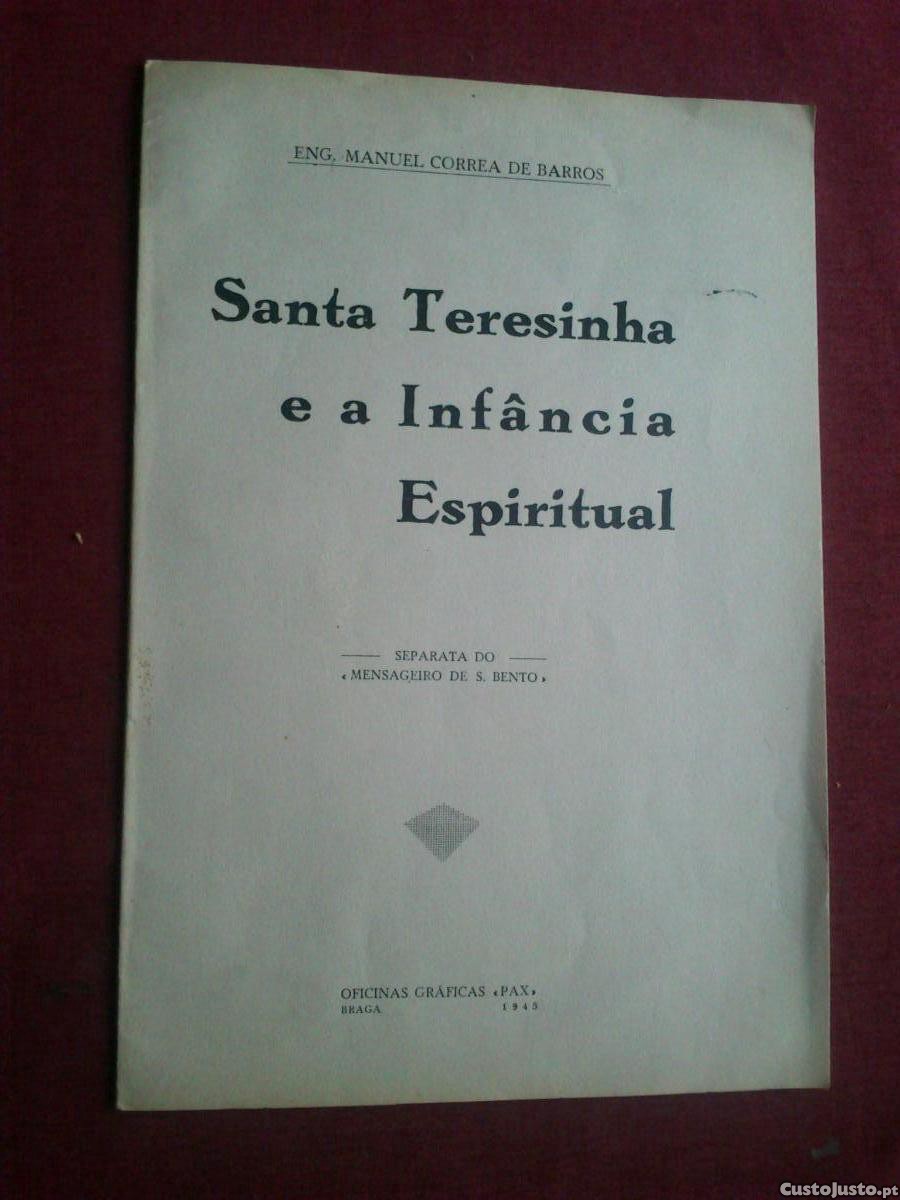 ENG. MANUEL CORREA DE BARROS
Santa Teresinha
e a Infância
Espiritual
SEPARATA DO
«MENSAGEIRO DE S. BENTO»
OFICINAS GRÁFICAS «PAX»
BRAGA 1945
CustoJusto.pt